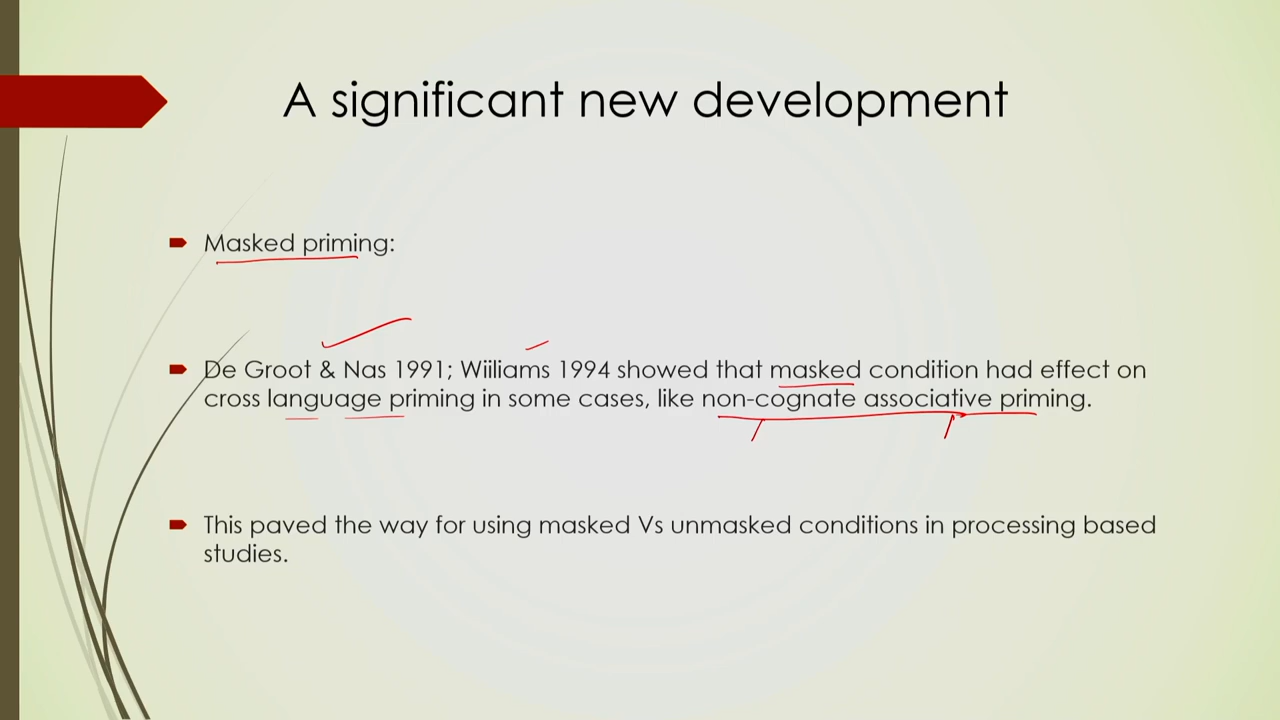 A significant new development
Masked priming:
De Groot & Nas 1991; Wiiliams 1994 showed that masked condition had effect on
cross language priming in some cases, like non-cognate associative priming.
This paved the way for using masked Vs unmasked conditions in processing based
studies.